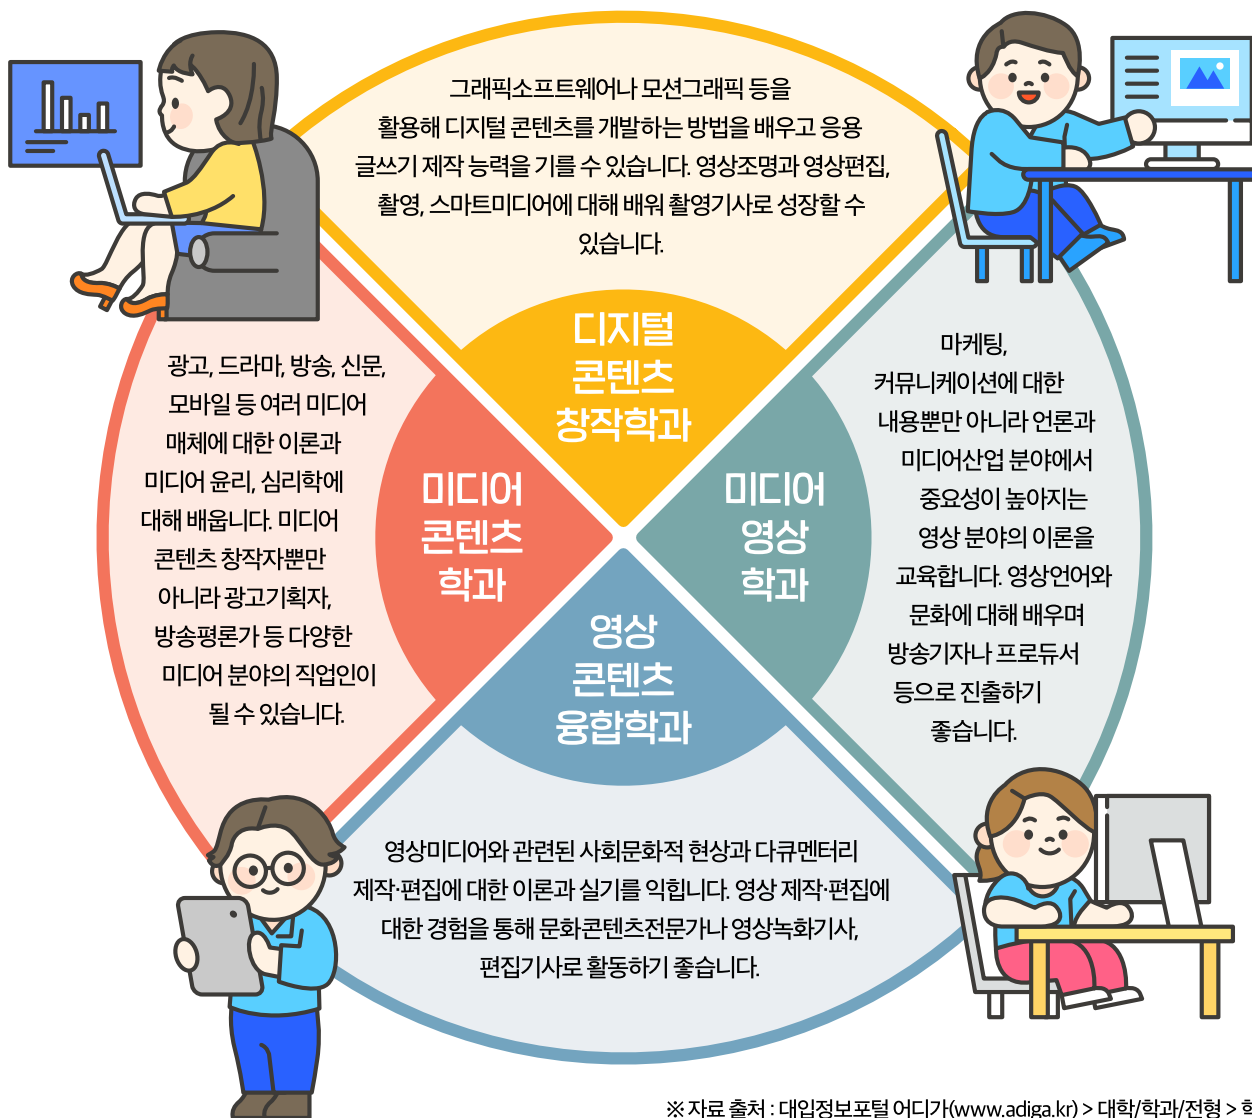 그래픽소프트웨어나 모션그래픽 등을
활용해 디지털 콘텐츠를 개발하는 방법을 배우고 응용
글쓰기 제작 능력을 기를 수 있습니다. 영상조명과 영상편집,
촬영, 스마트미디어에 대해 배워 촬영기사로 성장할 수
있습니다.
디지털
콘텐츠
창작학과
광고, 드라마, 방송, 신문,
모바일 등 여러 미디어
매체에 대한 이론과
미디어 윤리, 심리학에
대해 배웁니다. 미디어
콘텐츠 창작자뿐만
아니라 광고기획자,
방송평론가 등 다양한
미디어 분야의 직업인이
될 수 있습니다.
미디어
콘텐츠
학과
미디어
영상
학과
마케팅,
커뮤니케이션에 대한
내용뿐만 아니라 언론과
미디어산업 분야에서
중요성이 높아지는
영상 분야의 이론을
교육합니다. 영상언어와
문화에 대해 배우며
방송기자나 프로듀서
등으로 진출하기
좋습니다.
영상
콘텐츠
융합학과
영상미디어와 관련된 사회문화적 현상과 다큐멘터리
제작·편집에 대한 이론과 실기를 익힙니다. 영상 제작·편집에
대한 경험을 통해 문화콘텐츠전문가나 영상녹화기사,
편집기사로 활동하기 좋습니다.
※ 자료 출처 : 대입정보포털 어디가(www.adiga.kr) > 대학/학과/전형 >